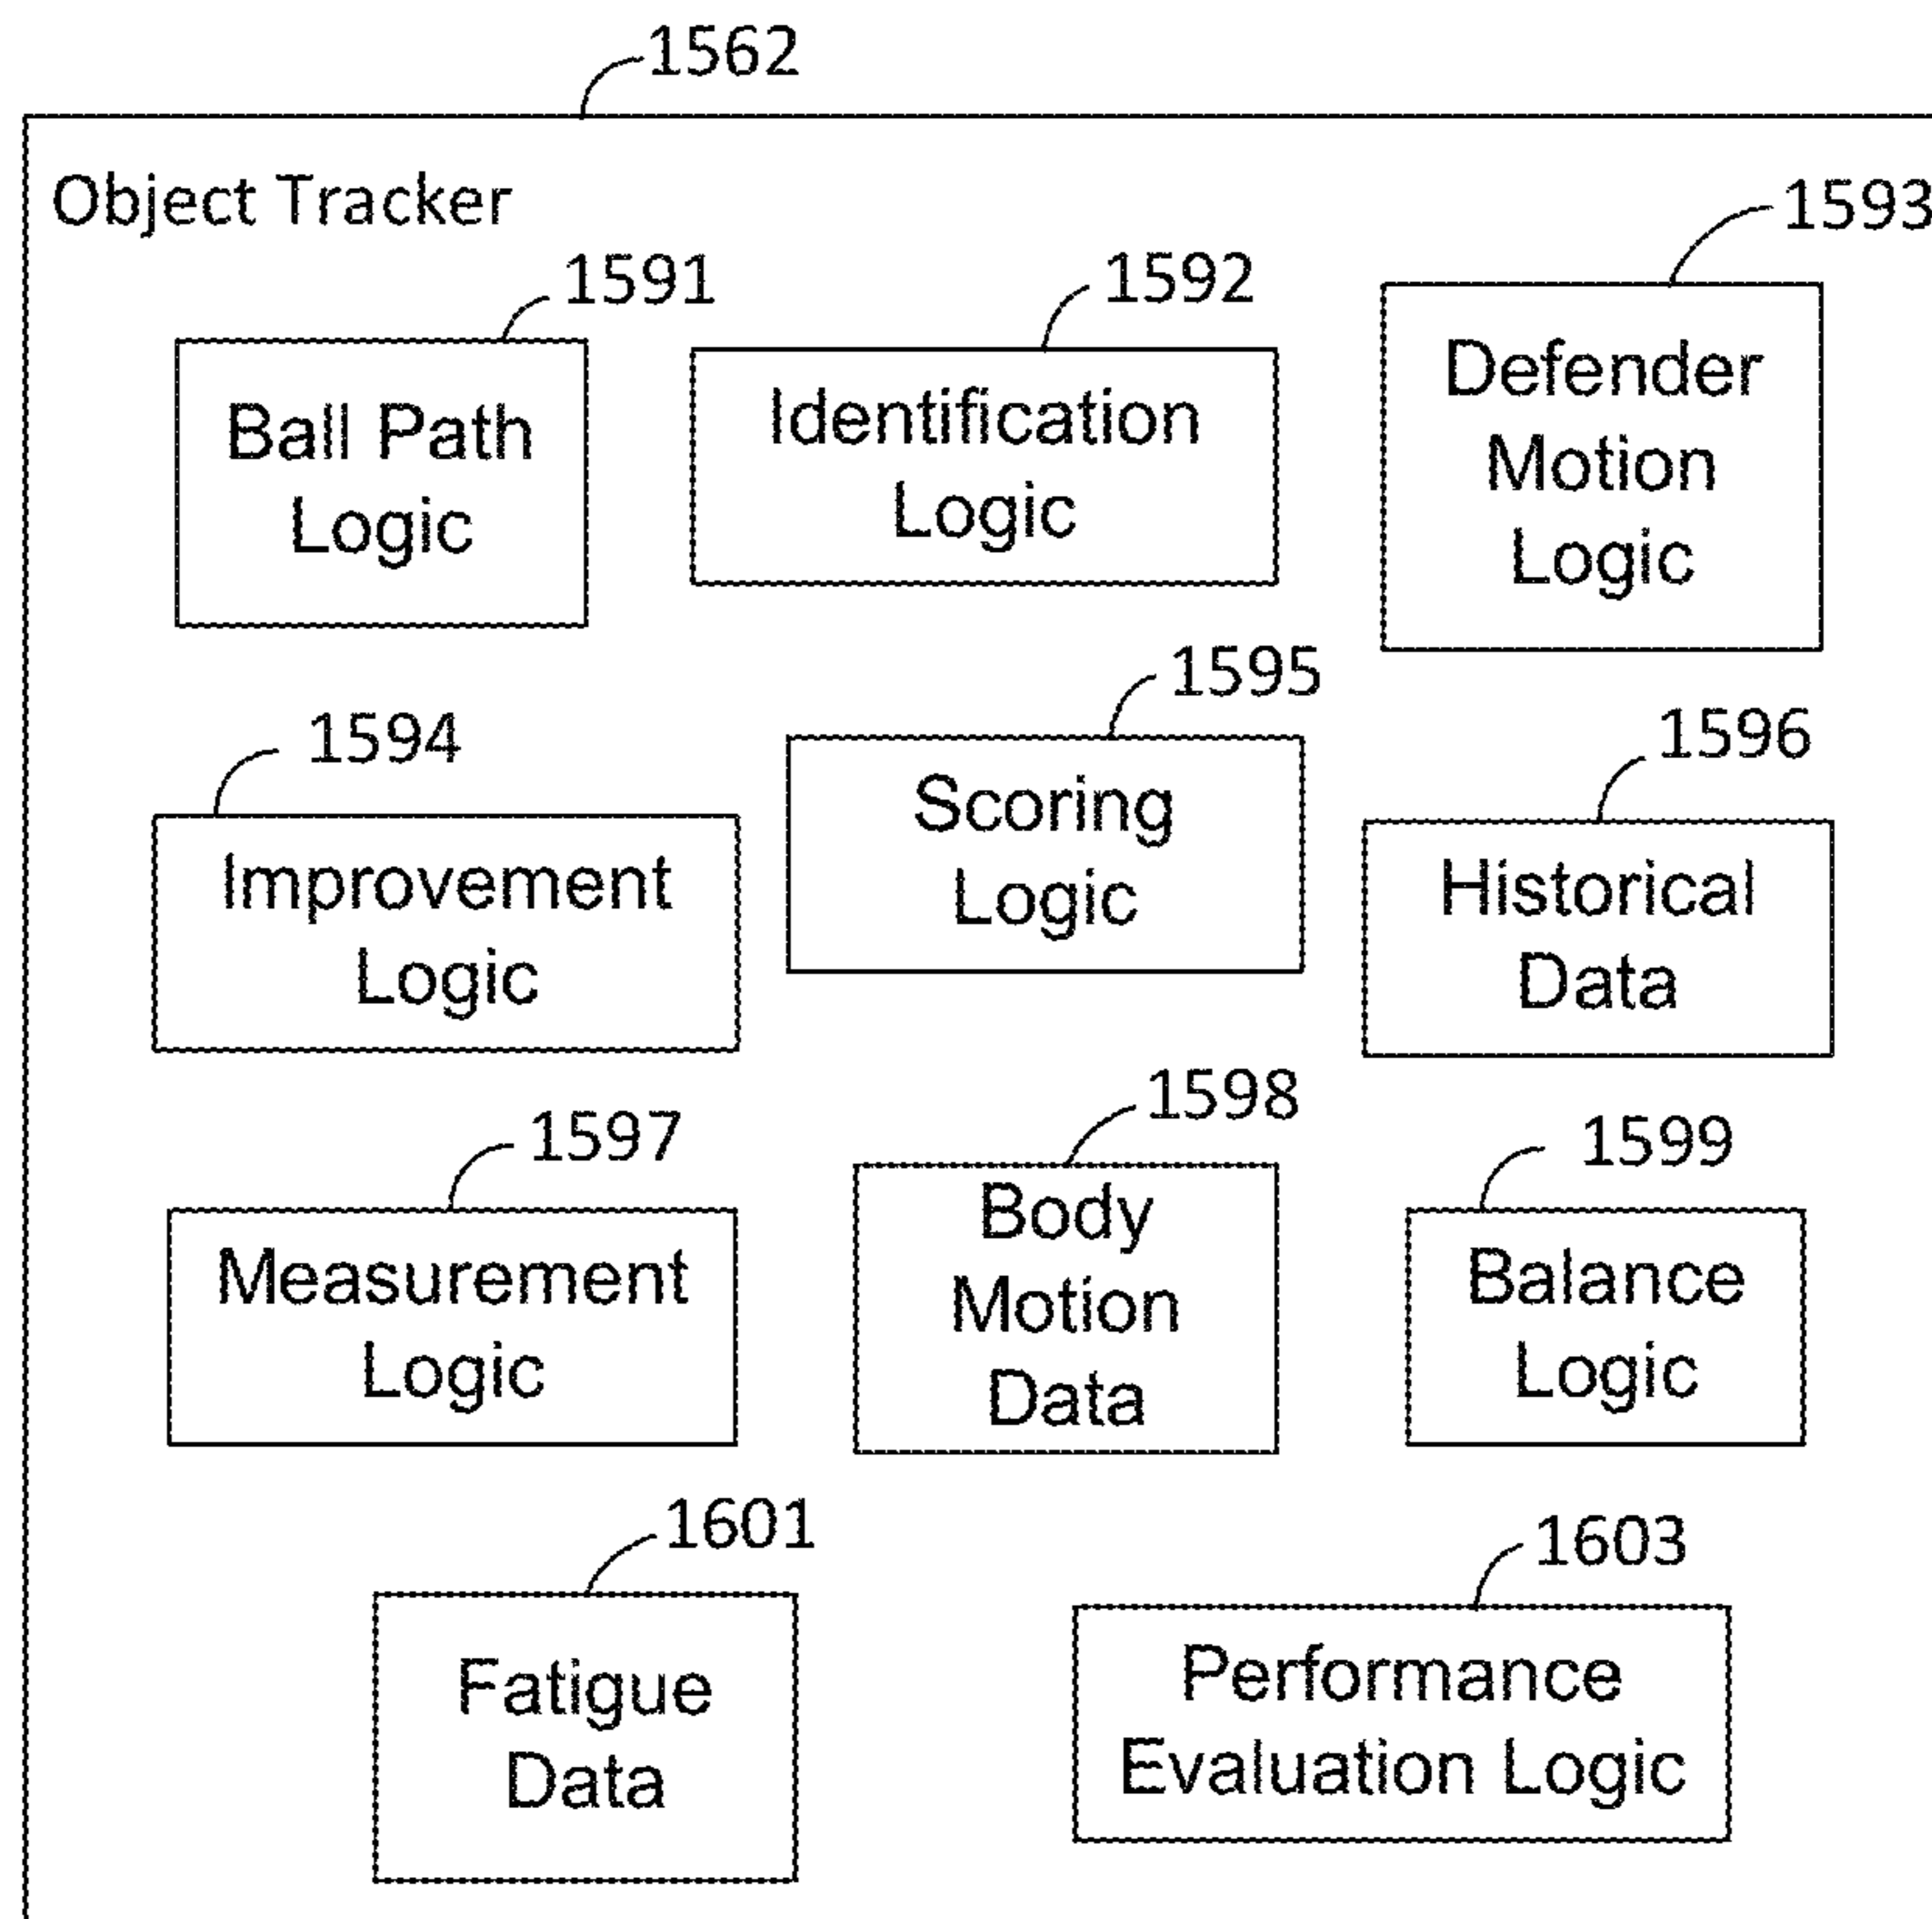 1562
Object Tracker
1591
1592
1593
Ball Path
Logic
Identification
Logic
Defender
Motion
Logic
1594
1595
1596
Improvement
Logic
Scoring
Logic
Historical
Data
1597
1598
1599
Measurement
Logic
Body
Motion
Data
Balance
Logic
1601
1603
Fatigue
Data
Performance
Evaluation Logic